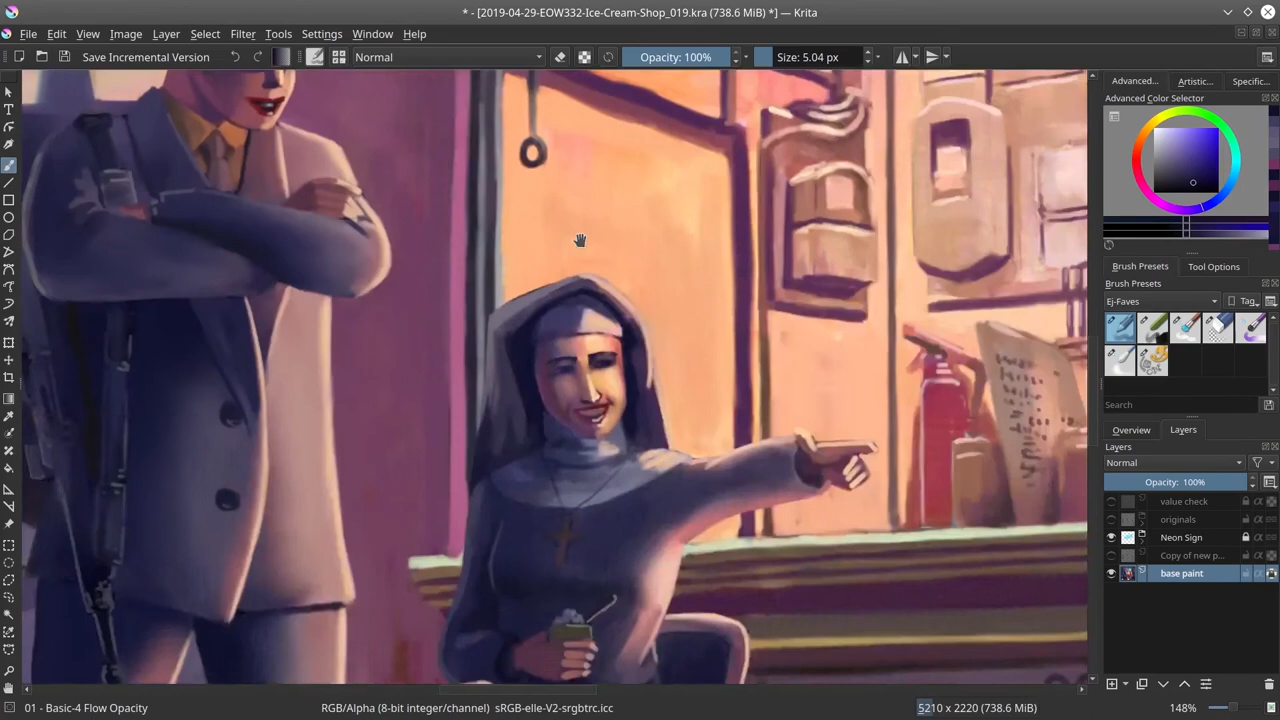 * - [2019-04-29-EOW332-Ice-Cream-Shop_019.kra (738.6 MiB) *] — Krita
File Edit View Image Layer Select Filter Tools Settings Window Help
Save Incremental Version Normal Opacity: 100% Size: 5.04 px
Advanced... Artistic... Specific...
Advanced Color Selector
Brush Presets Tool Options
Brush Presets
Ej-Faves Tag
Search
Overview Layers
Layers
Normal
Opacity: 100%
value check
originals
Neon Sign
Copy of new p...
base paint
01 - Basic-4 Flow Opacity RGB/Alpha (8-bit integer/channel) sRGB-elle-V2-srgbtrc.icc 5210 x 2220 (738.6 MiB) 148%